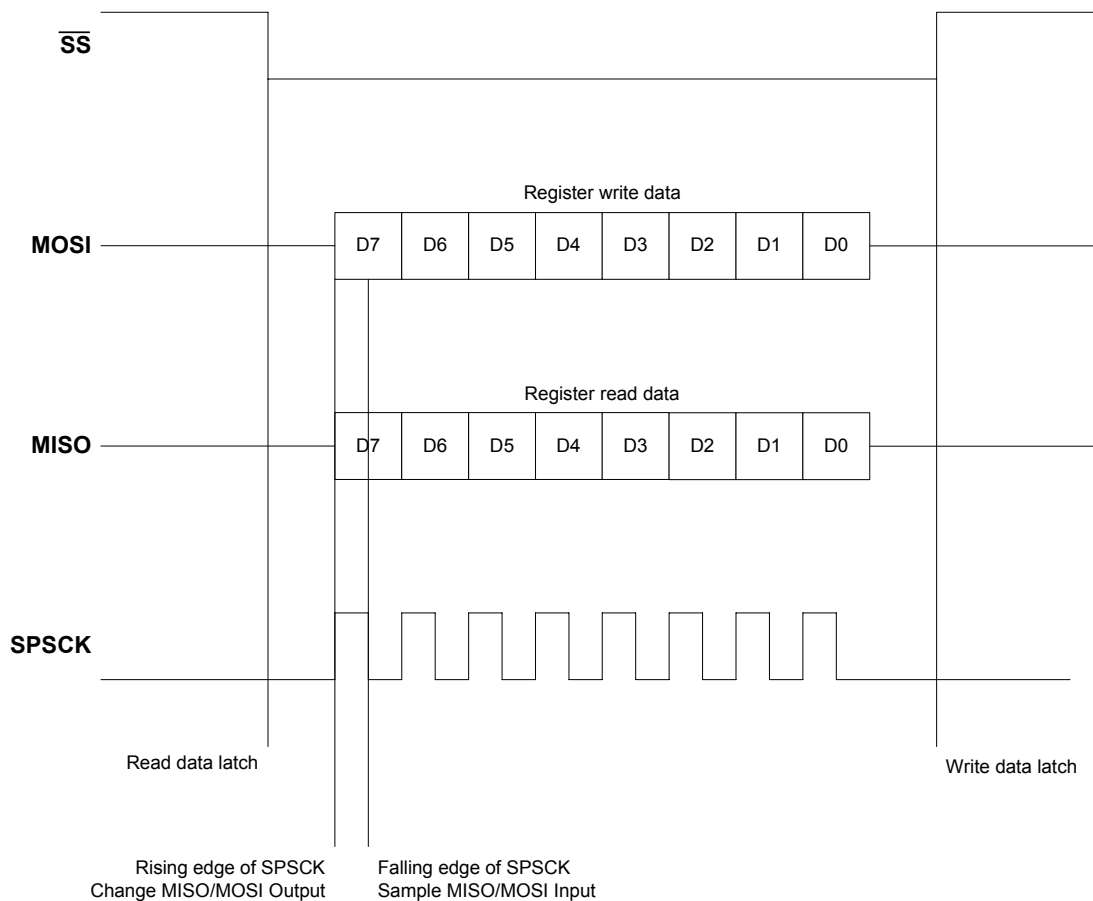 SS
Register write data
MOSI
D7 D6 D5 D4 D3 D2 D1 D0
Register read data
MISO
D7 D6 D5 D4 D3 D2 D1 D0
SPSCK
Read data latch
Write data latch
Rising edge of SPSCK
Change MISO/MOSI Output
Falling edge of SPSCK
Sample MISO/MOSI Input